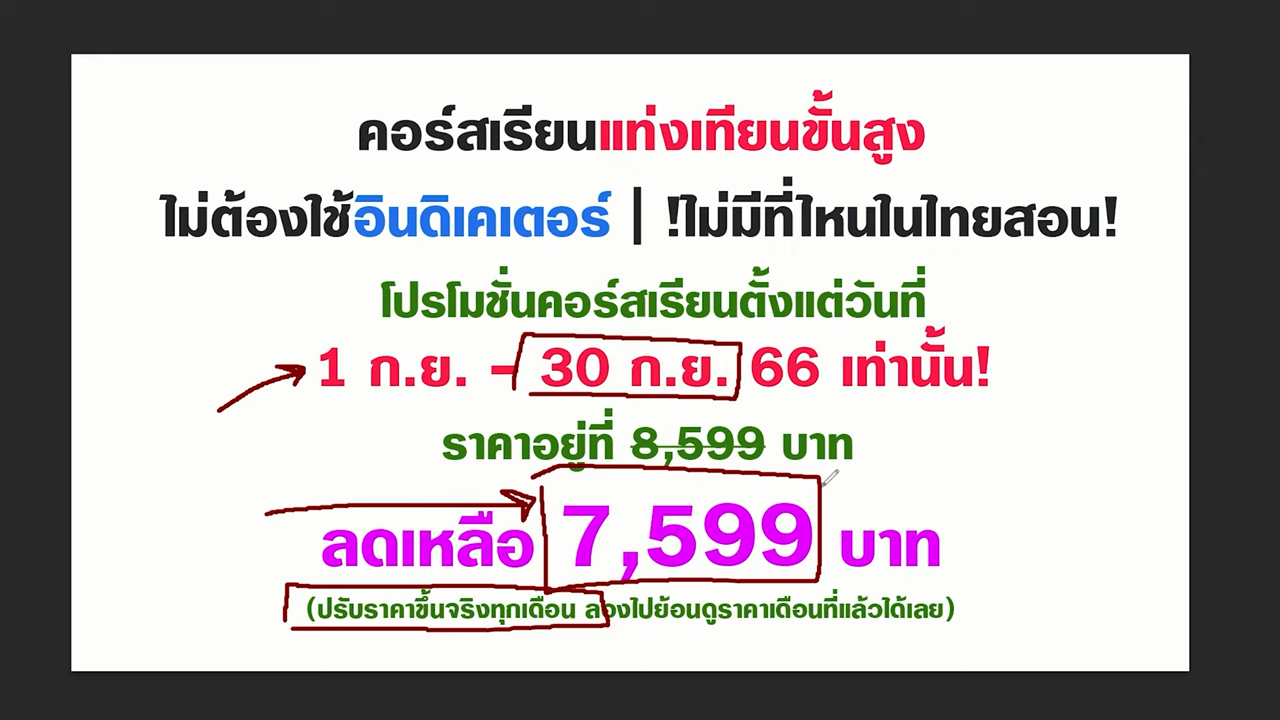 คอร์สเรียนแท่งเทียนขั้นสูง
ไม่ต้องใช้อินดิเคเตอร์ | !ไม่มีที่ไหนในไทยสอน!
โปรโมชั่นคอร์สเรียนตั้งแต่วันที่
1 ก.ย. – 30 ก.ย. 66 เท่านั้น!
ราคาอยู่ที่ 8,599 บาท
ลดเหลือ 7,599 บาท
(ปรับราคาขึ้นจริงทุกเดือน ลองไปย้อนดูราคาเดือนที่แล้วได้เลย)